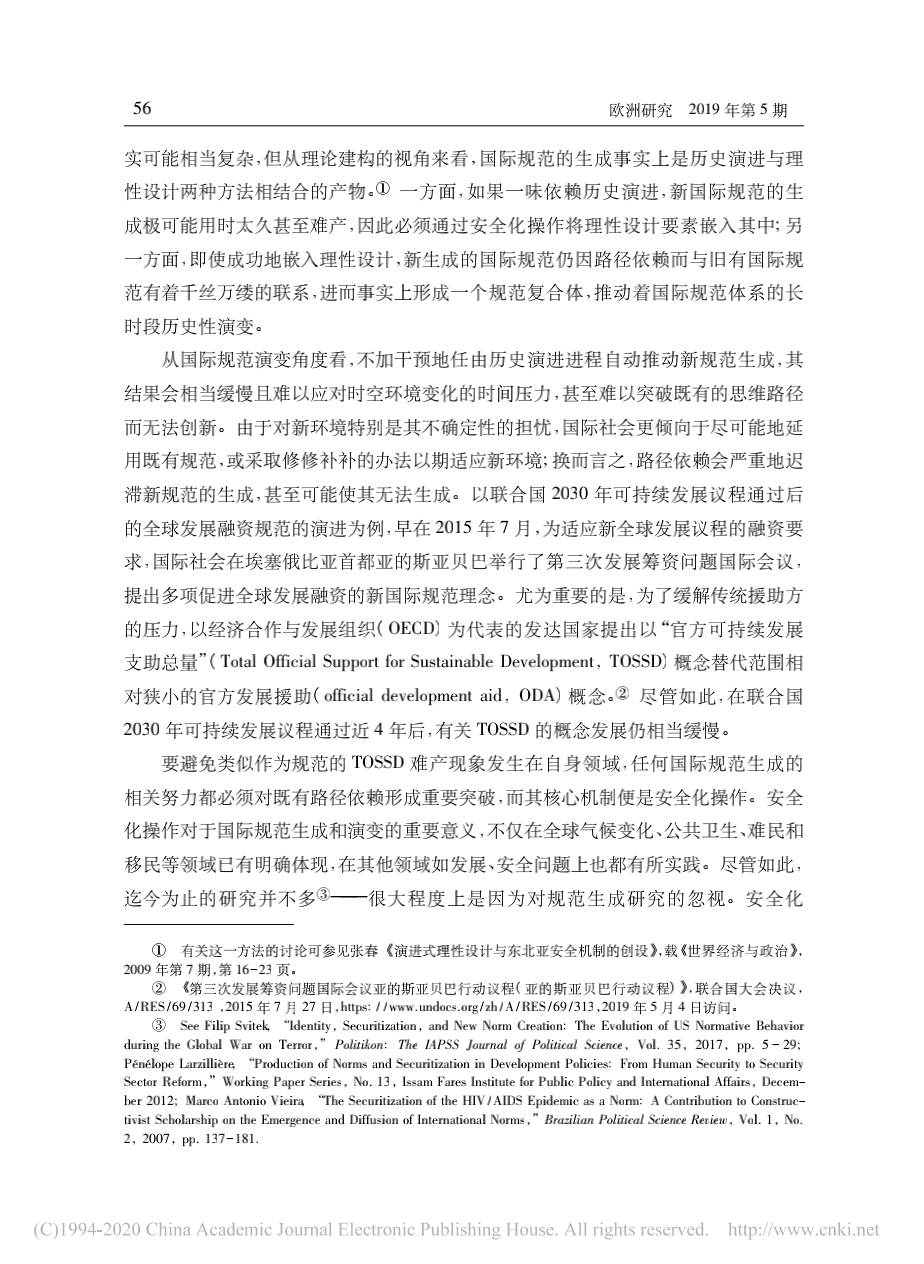 56
欧洲研究 2019 年第 5 期
实可能相当复杂,但从理论建构的视角来看,国际规范的生成事实上是历史演进与理
性设计两种方法相结合的产物。① 一方面,如果一味依赖历史演进,新国际规范的生
成极可能用时太久甚至难产,因此必须通过安全化操作将理性设计要素嵌入其中;另
一方面,即使成功地嵌入理性设计,新生成的国际规范仍因路径依赖而与旧有国际规
范有着千丝万缕的联系,进而事实上形成一个规范复合体,推动着国际规范体系的长
时段历史性演变。
从国际规范演变角度看,不加干预地任由历史演进进程自动推动新规范生成,其
结果会相当缓慢且难以应对时空环境变化的时间压力,甚至难以突破既有的思维路径
而无法创新。由于对新环境特别是其不确定性的担忧,国际社会更倾向于尽可能地延
用既有规范,或采取修修补补的办法以期适应新环境;换而言之,路径依赖会严重地迟
滞新规范的生成,甚至可能使其无法生成。以联合国 2030 年可持续发展议程通过后
的全球发展融资规范的演进为例,早在 2015 年 7 月,为适应新全球发展议程的融资要
求,国际社会在埃塞俄比亚首都亚的斯亚贝巴举行了第三次发展筹资问题国际会议,
提出多项促进全球发展融资的新国际规范理念。尤为重要的是,为了缓解传统援助方
的压力,以经济合作与发展组织( OECD) 为代表的发达国家提出以“官方可持续发展
支助总量”( Total Official Support for Sustainable Development, TOSSD) 概念替代范围相
对狭小的官方发展援助( official development aid, ODA) 概念。② 尽管如此,在联合国
2030 年可持续发展议程通过近 4 年后,有关 TOSSD 的概念发展仍相当缓慢。
要避免类似作为规范的 TOSSD 难产现象发生在自身领域,任何国际规范生成的
相关努力都必须对既有路径依赖形成重要突破,而其核心机制便是安全化操作。安全
化操作对于国际规范生成和演变的重要意义,不仅在全球气候变化、公共卫生、难民和
移民等领域已有明确体现,在其他领域如发展、安全问题上也都有所实践。尽管如此,
迄今为止的研究并不多③——很大程度上是因为对规范生成研究的忽视。安全化
① 有关这一方法的讨论可参见张春《演进式理性设计与东北亚安全机制的创设》,载《世界经济与政治》,
2009 年第 7 期,第 16-23 页。
② 《第三次发展筹资问题国际会议亚的斯亚贝巴行动议程( 亚的斯亚贝巴行动议程) 》,联合国大会决议,
A/RES/69/313 ,2015 年 7 月 27 日,https: //www.undocs.org/zh/A/RES/69/313,2019 年 5 月 4 日访问。
③ See Filip Svitek, “Identity, Securitization, and New Norm Creation: The Evolution of US Normative Behavior
during the Global War on Terror,” Politikon: The IAPSS Journal of Political Science, Vol. 35, 2017, pp. 5-29;
Pénélope Larzillière, “Production of Norms and Securitization in Development Policies: From Human Security to Security
Sector Reform,” Working Paper Series, No. 13, Issam Fares Institute for Public Policy and International Affairs, Decem-
ber 2012; Marco Antonio Vieira, “The Securitization of the HIV/AIDS Epidemic as a Norm: A Contribution to Construc-
tivist Scholarship on the Emergence and Diffusion of International Norms,” Brazilian Political Science Review, Vol. 1, No.
2, 2007, pp. 137-181.
(C)1994-2020 China Academic Journal Electronic Publishing House. All rights reserved. http://www.cnki.net